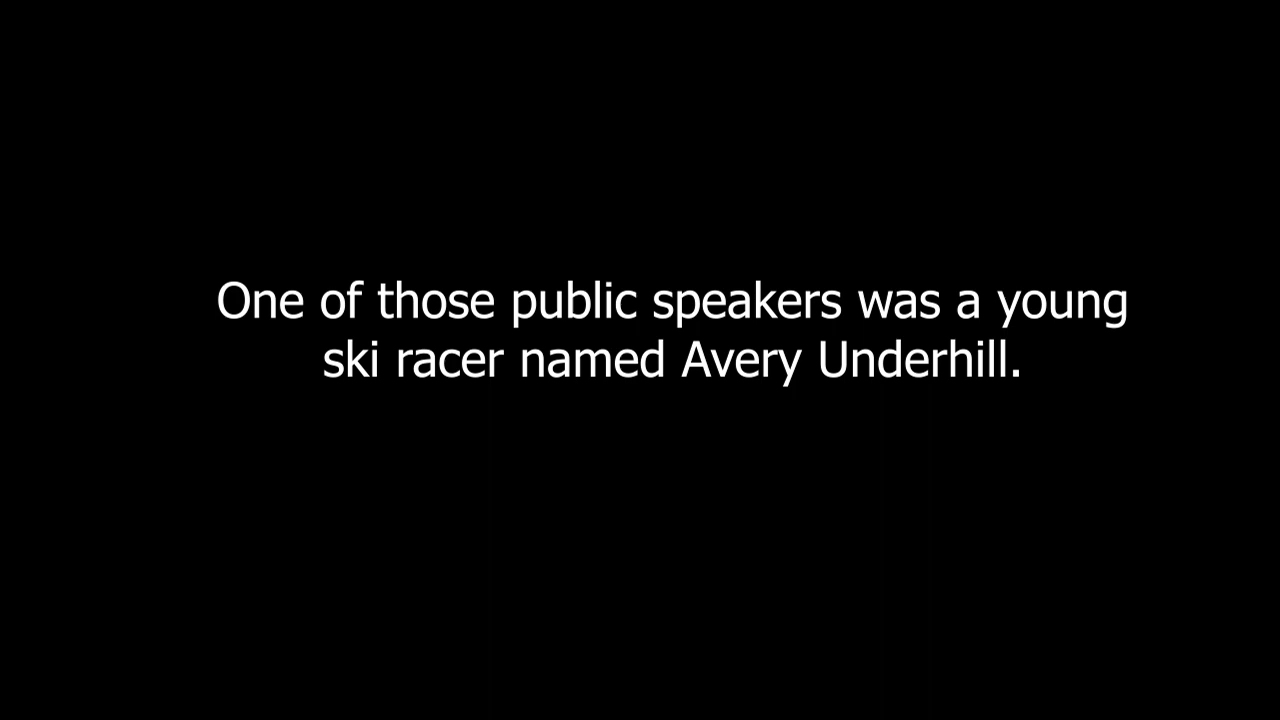 One of those public speakers was a young
ski racer named Avery Underhill.